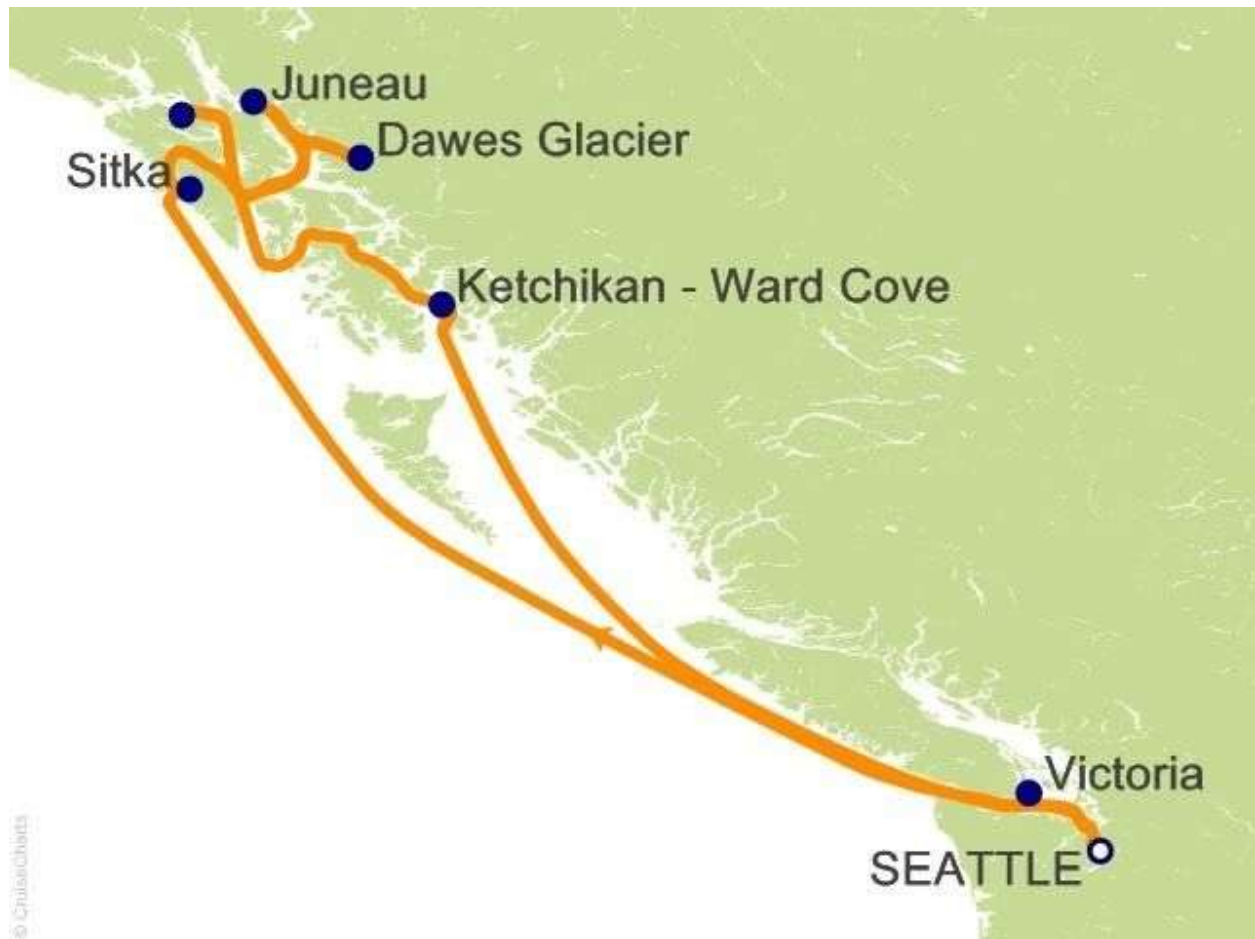 Juneau
Dawes Glacier
Sitka
Ketchikan - Ward Cove
Victoria
SEATTLE
© CruiseCharts